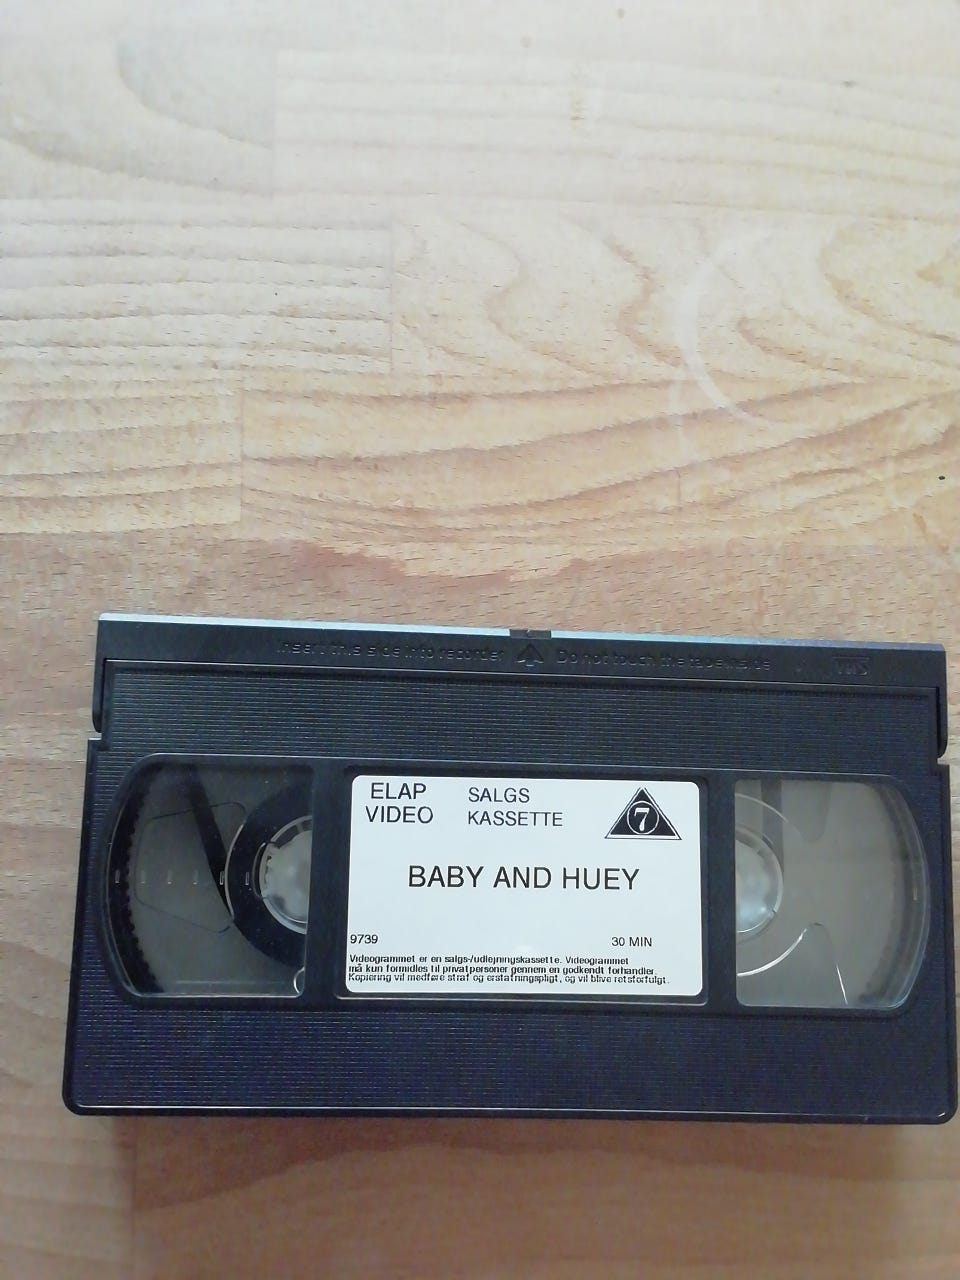 Insert this side into recorder Do not touch the tape inside VHS
ELAP
VIDEO
SALGS
KASSETTE
7
BABY AND HUEY
9739
30 MIN
Videogrammet er en salgs-/udlejningskassette. Videogrammet
må kun formidles til privatpersoner gennem en godkendt forhandler.
Kopiering vil medføre straf og erstatningspligt, og vil blive retsforfulgt.